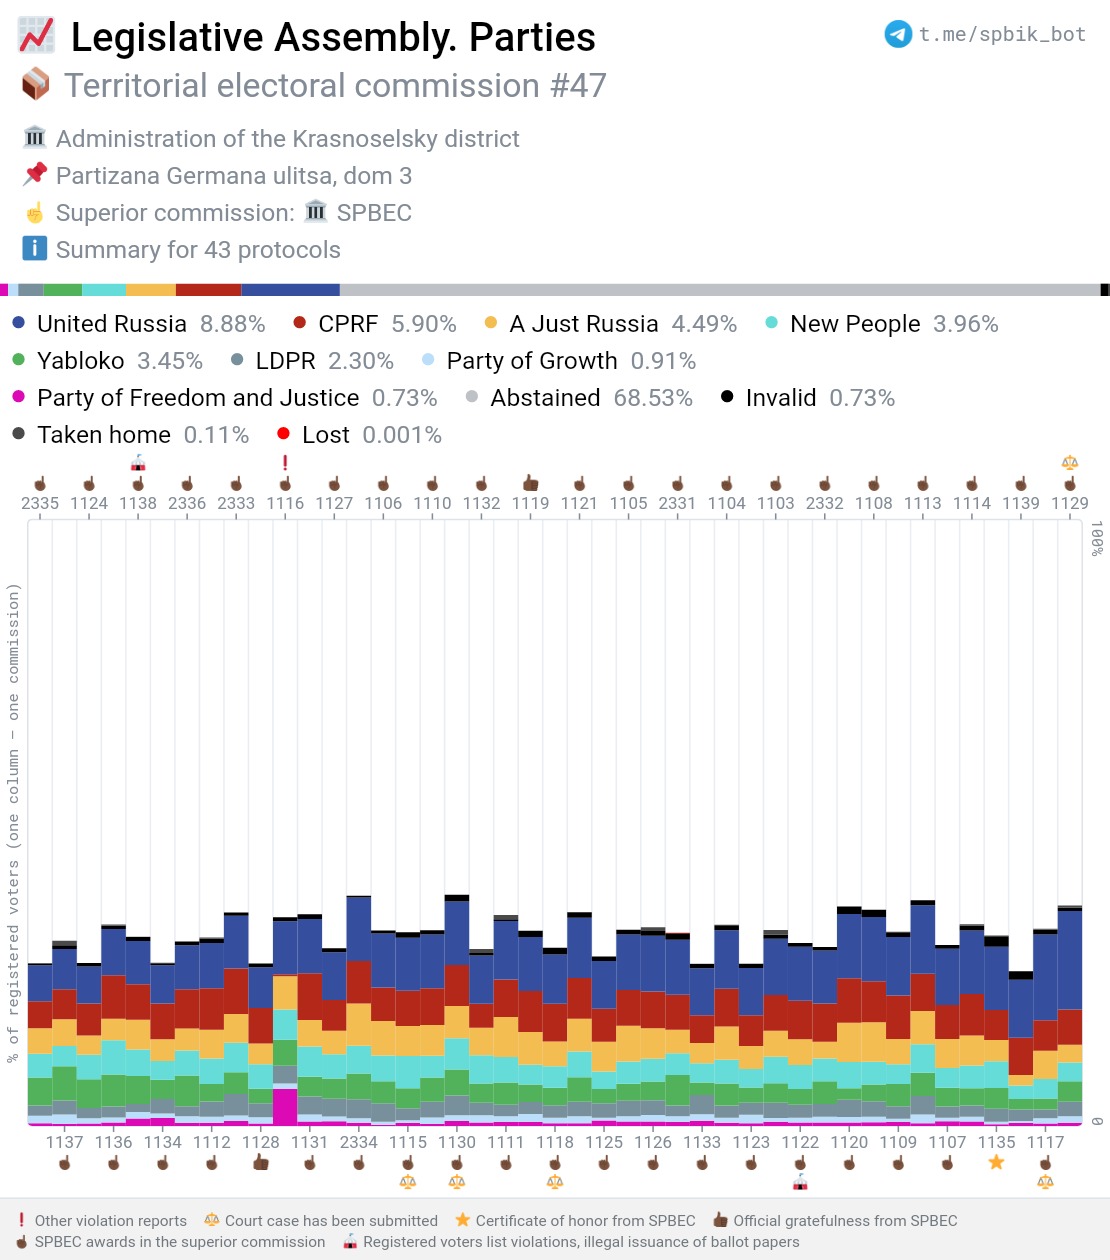 Legislative Assembly. Parties
t.me/spbik_bot
Territorial electoral commission #47
Administration of the Krasnoselsky district
Partizana Germana ulitsa, dom 3
Superior commission: SPBEC
Summary for 43 protocols
United Russia 8.88% CPRF 5.90% A Just Russia 4.49% New People 3.96%
Yabloko 3.45% LDPR 2.30% Party of Growth 0.91%
Party of Freedom and Justice 0.73% Abstained 68.53% Invalid 0.73%
Taken home 0.11% Lost 0.001%
2335 1124 1138 2336 2333 1116 1127 1106 1110 1132 1119 1121 1105 2331 1104 1103 2332 1108 1113 1114 1139 1129
100%
% of registered voters (one column – one commission)
0
1137 1136 1134 1112 1128 1131 2334 1115 1130 1111 1118 1125 1126 1133 1123 1122 1120 1109 1107 1135 1117
Other violation reports Court case has been submitted Certificate of honor from SPBEC Official gratefulness from SPBEC
SPBEC awards in the superior commission Registered voters list violations, illegal issuance of ballot papers